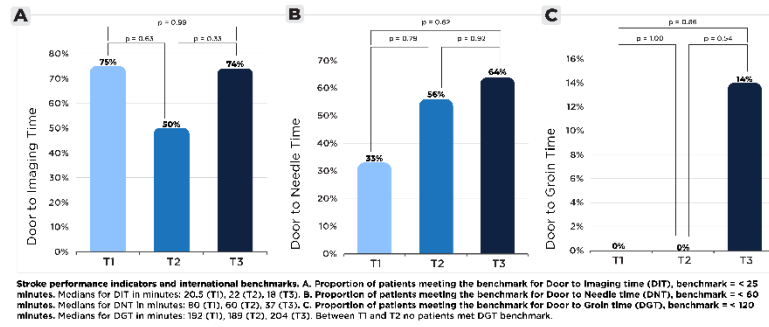 A
B
C
p = 0.99
p = 0.62
p = 0.86
p = 0.63
p = 0.33
p = 0.79
p = 0.92
p = 1.00
p = 0.54
Door to Imaging Time
80%
70%
60%
50%
40%
30%
20%
10%
0%
75%
50%
74%
T1
T2
T3
Door to Needle Time
70%
60%
50%
40%
30%
20%
10%
0%
33%
56%
64%
T1
T2
T3
Door to Groin Time
16%
14%
12%
10%
8%
6%
4%
2%
0%
0%
0%
14%
T1
T2
T3
Stroke performance indicators and international benchmarks. A. Proportion of patients meeting the benchmark for Door to Imaging time (DIT), benchmark = < 25
minutes. Medians for DIT in minutes: 20.5 (T1), 22 (T2), 18 (T3). B. Proportion of patients meeting the benchmark for Door to Needle time (DNT), benchmark = < 60
minutes. Medians for DNT in minutes: 80 (T1), 60 (T2), 37 (T3). C. Proportion of patients meeting the benchmark for Door to Groin time (DGT), benchmark = < 120
minutes. Medians for DGT in minutes: 192 (T1), 189 (T2), 204 (T3). Between T1 and T2 no patients met DGT benchmark.